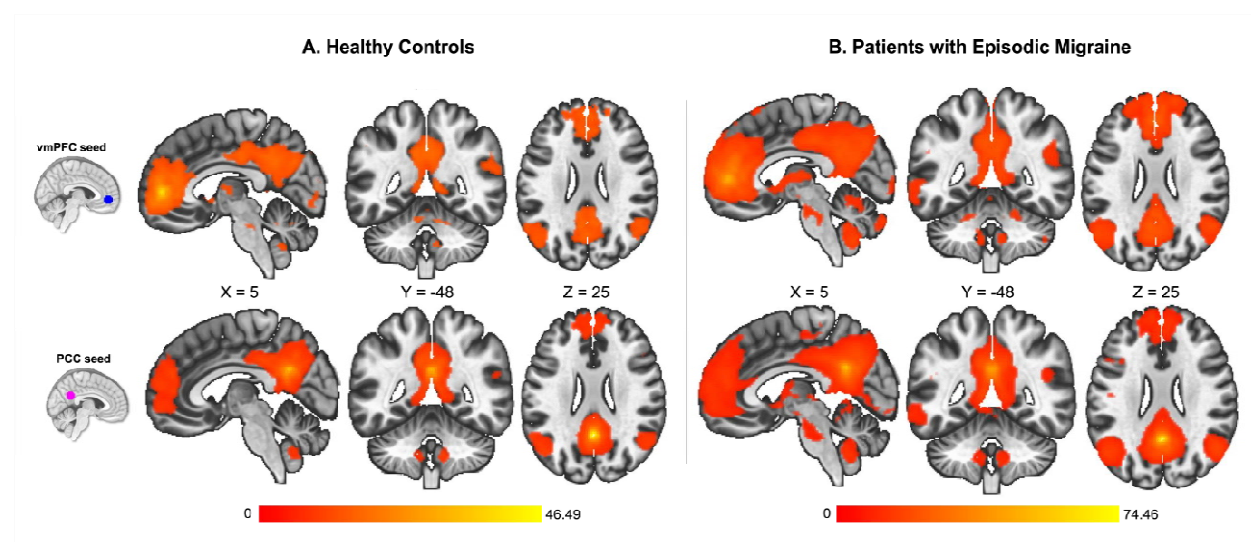 A. Healthy Controls
B. Patients with Episodic Migraine
vmPFC seed
X = 5
Y = -48
Z = 25
X = 5
Y = -48
Z = 25
PCC seed
0
46.49
0
74.46